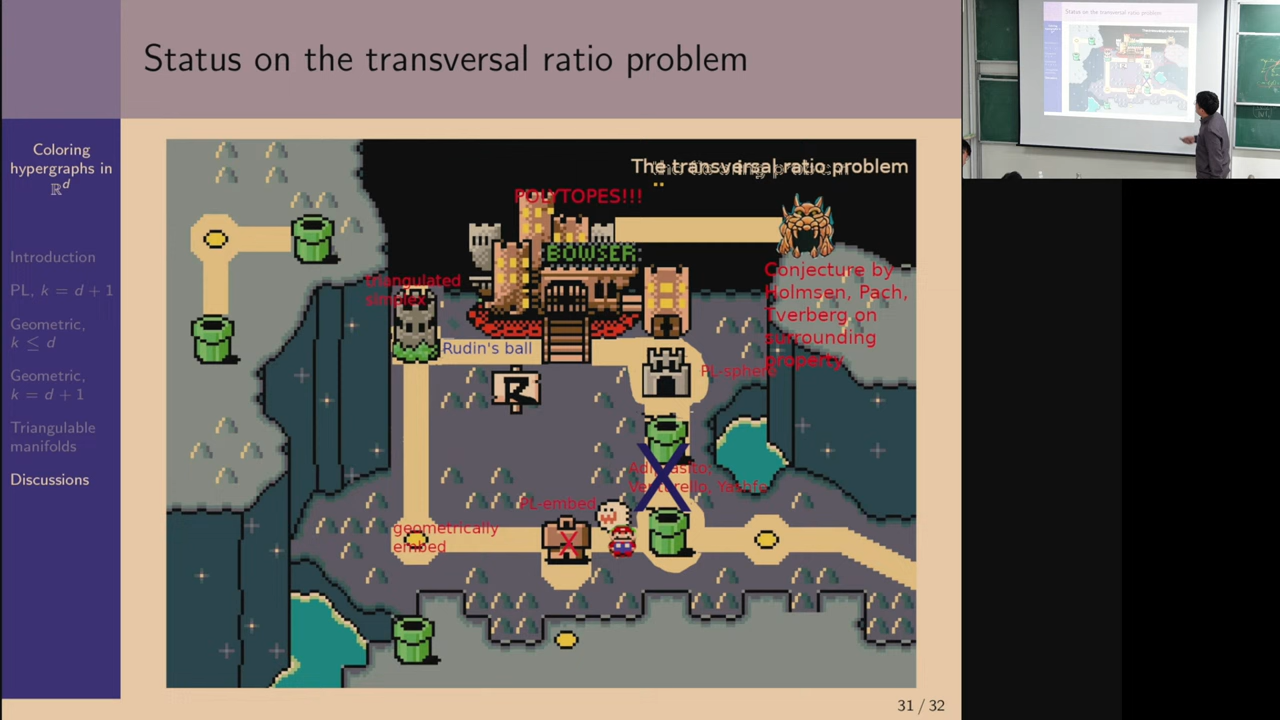 Status on the transversal ratio problem
Coloring
hypergraphs in
ℝᵈ
Introduction
PL, k = d + 1
Geometric,
k ≤ d
Geometric,
k = d + 1
Triangulable
manifolds
Discussions
The transversal ratio problem
POLYTOPES!!!
BOWSER
triangulated
simplex
Rudin's ball
R
Conjecture by
Holmsen, Pach,
Tverberg on
surrounding
property
PL-sphere
X
PL-embed
X
geometrically
embed
31 / 32